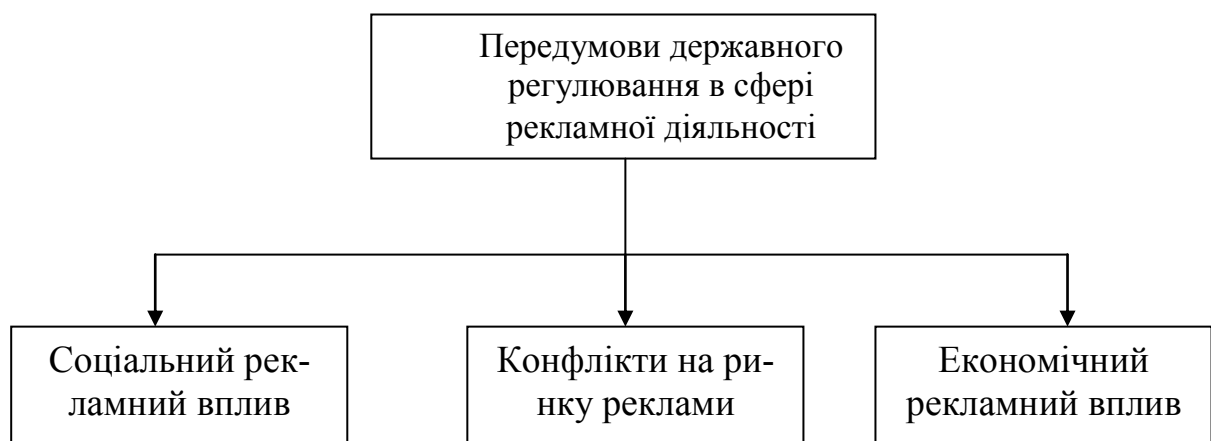 Передумови державного
регулювання в сфері
рекламної діяльності
Соціальний рек-
ламний вплив
Конфлікти на ри-
нку реклами
Економічний
рекламний вплив